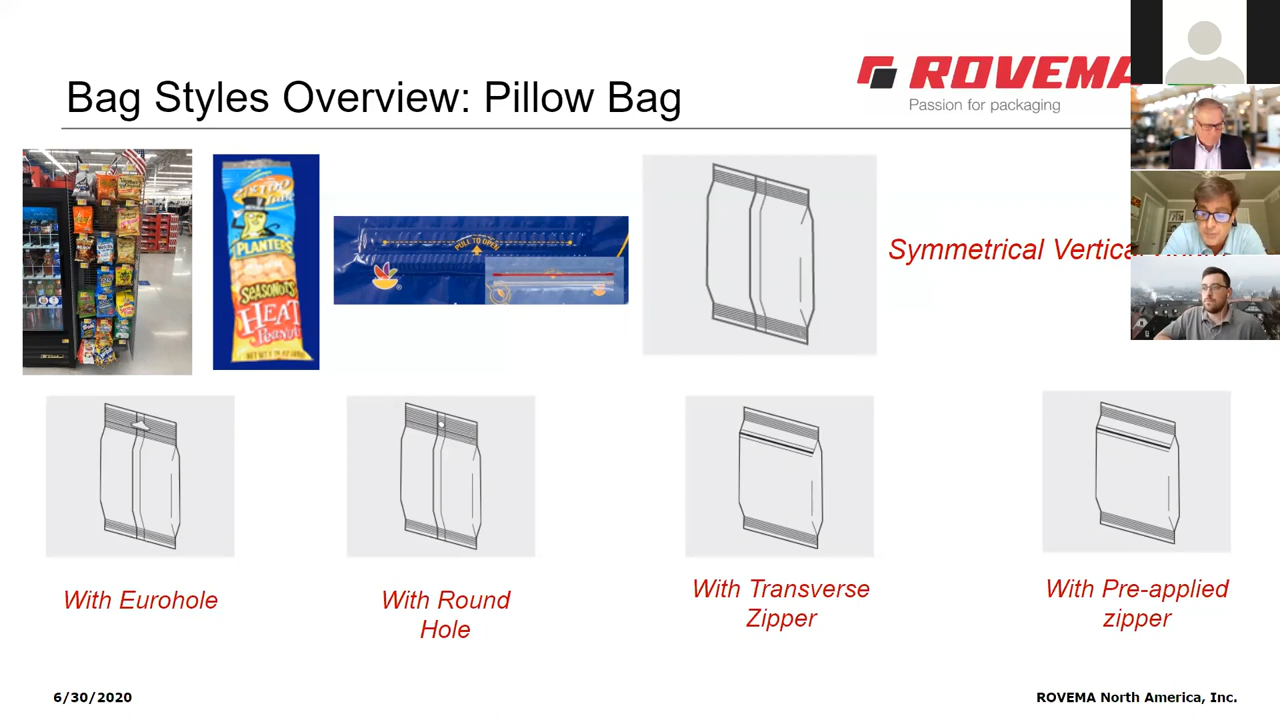 Bag Styles Overview: Pillow Bag
ROVEMA
Passion for packaging
PLANTERS
HEAT
Peanuts
PULL TO OPEN
Symmetrical Vertical
With Eurohole
With Round
Hole
With Transverse
Zipper
With Pre-applied
zipper
6/30/2020
ROVEMA North America, Inc.